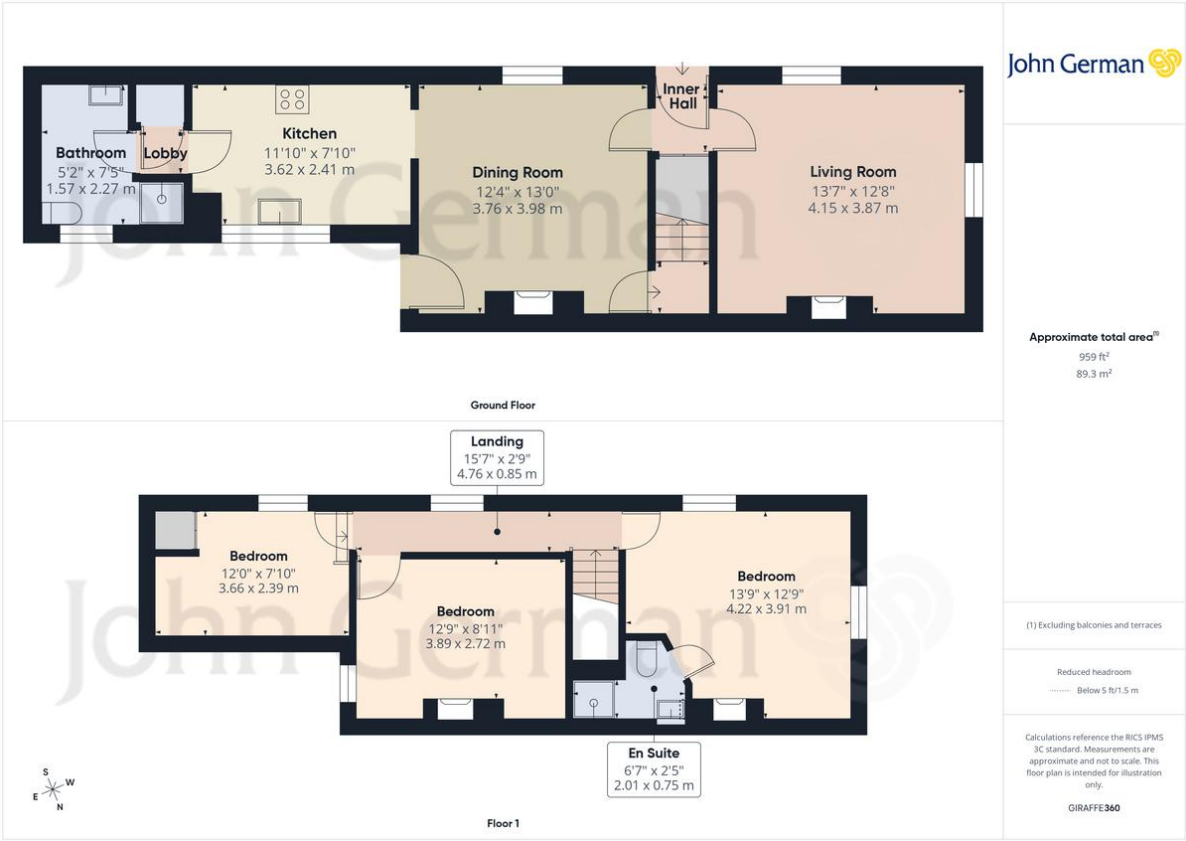 John German
Inner
Hall
Kitchen
11'10" x 7'10"
3.62 x 2.41 m
Bathroom
5'2" x 7'5"
1.57 x 2.27 m
Lobby
Dining Room
12'4" x 13'0"
3.76 x 3.98 m
Living Room
13'7" x 12'8"
4.15 x 3.87 m
John German
Ground Floor
Approximate total area(1)
959 ft²
89.3 m²
Landing
15'7" x 2'9"
4.76 x 0.85 m
Bedroom
12'0" x 7'10"
3.66 x 2.39 m
Bedroom
12'9" x 8'11"
3.89 x 2.72 m
Bedroom
13'9" x 12'9"
4.22 x 3.91 m
John German
En Suite
6'7" x 2'5"
2.01 x 0.75 m
S
W
E
N
Floor 1
(1) Excluding balconies and terraces
Reduced headroom
Below 5 ft/1.5 m
Calculations reference the RICS IPMS
3C standard. Measurements are
approximate and not to scale. This
floor plan is intended for illustration
only.
GIRAFFE360